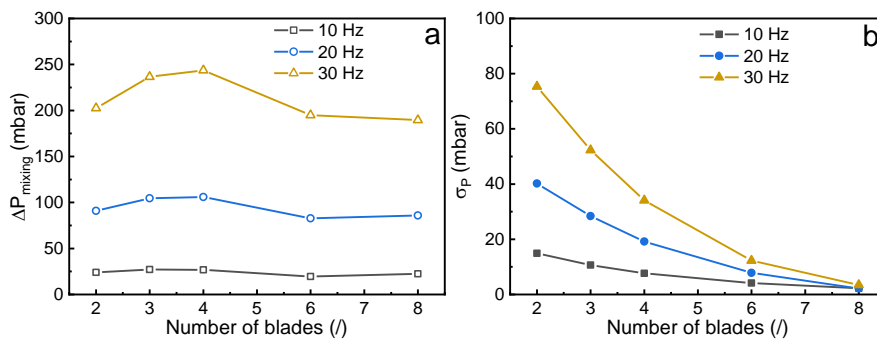 a
10 Hz
20 Hz
30 Hz
300
250
200
150
100
50
0
ΔP_mixing (mbar)
2 3 4 5 6 7 8
Number of blades (/)
b
10 Hz
20 Hz
30 Hz
100
80
60
40
20
0
σ_P (mbar)
2 3 4 5 6 7 8
Number of blades (/)